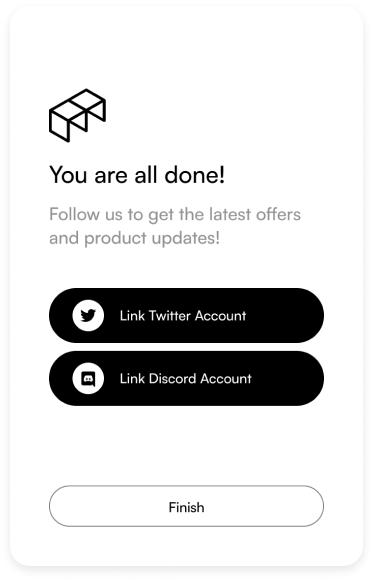 You are all done!
Follow us to get the latest offers
and product updates!
Link Twitter Account
Link Discord Account
Finish